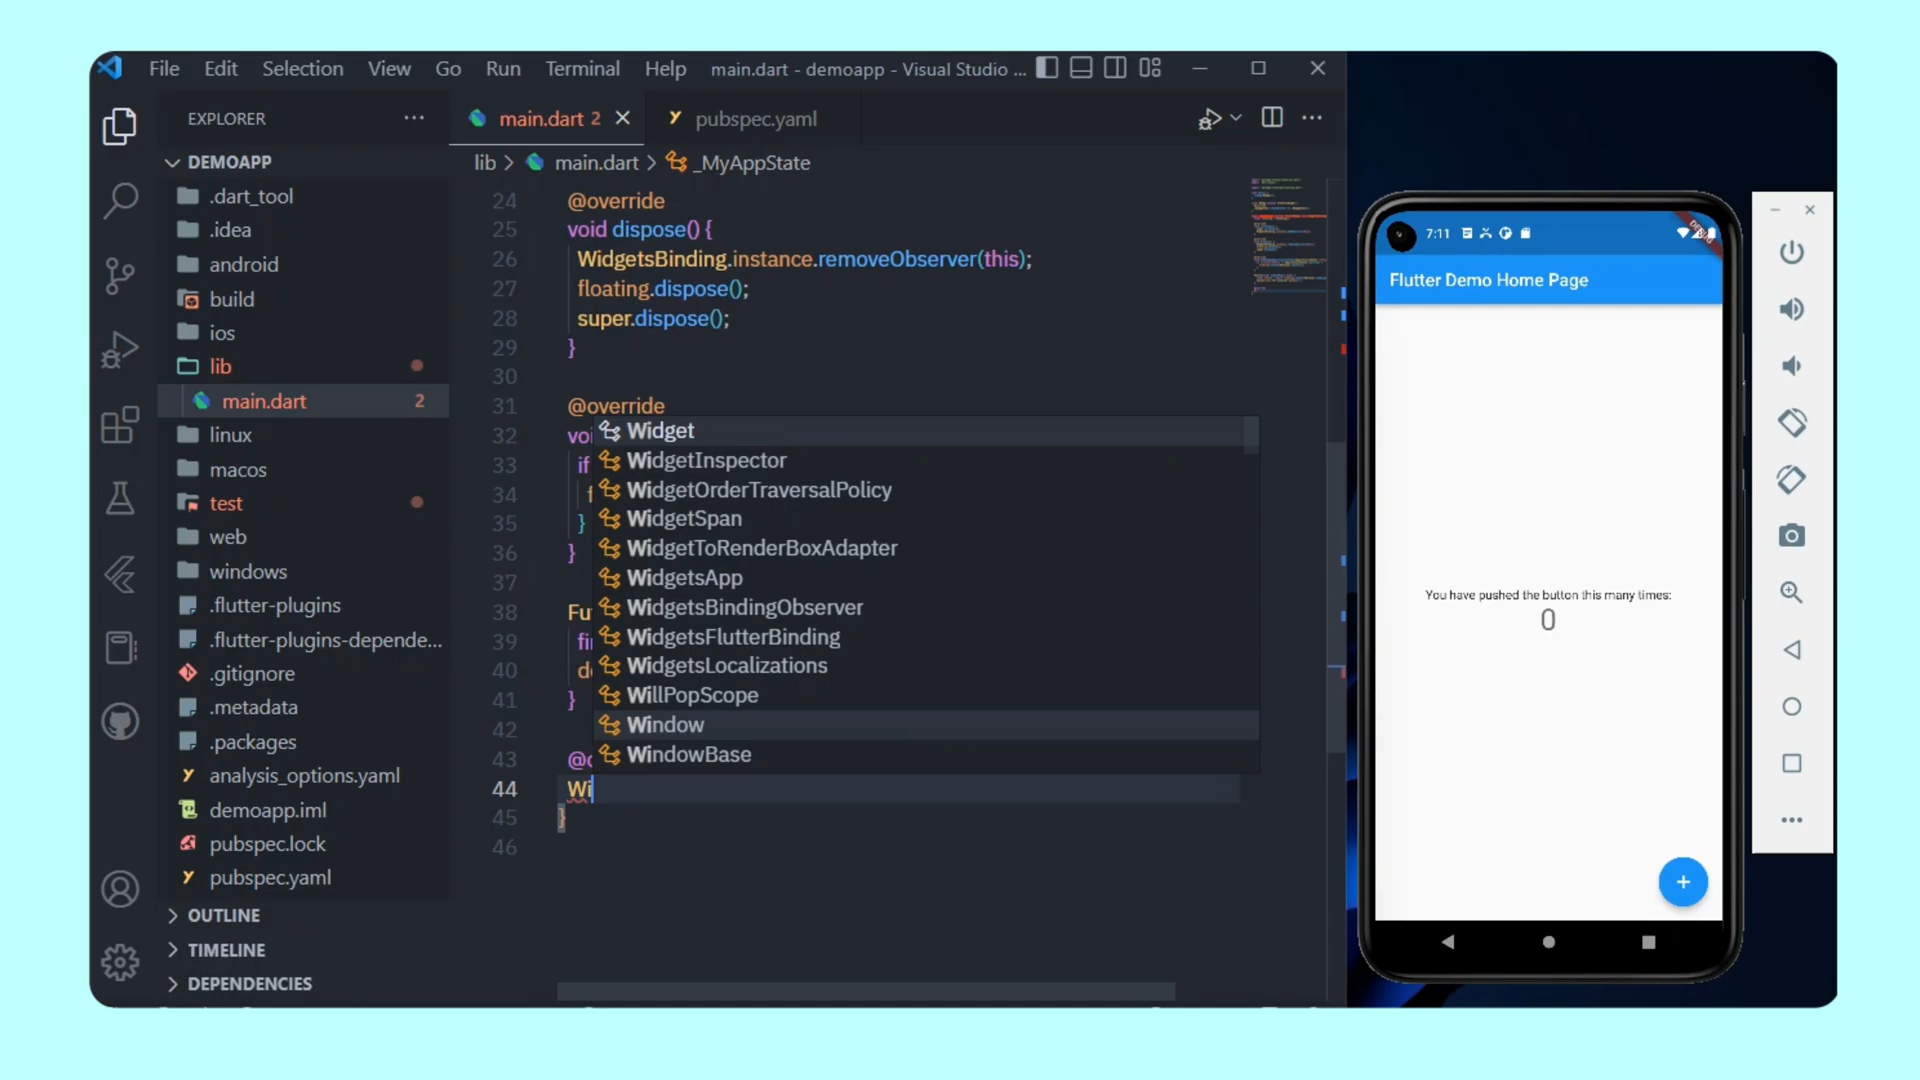 File Edit Selection View Go Run Terminal Help main.dart - demoapp - Visual Studio ...
EXPLORER
main.dart 2
pubspec.yaml
DEMOAPP
lib > main.dart > _MyAppState
.dart_tool
.idea
android
build
ios
lib
main.dart 2
linux
macos
test
web
windows
.flutter-plugins
.flutter-plugins-depende...
.gitignore
.metadata
.packages
analysis_options.yaml
demoapp.iml
pubspec.lock
pubspec.yaml
OUTLINE
TIMELINE
DEPENDENCIES
24 @override
25 void dispose() {
26 WidgetsBinding.instance.removeObserver(this);
27 floating.dispose();
28 super.dispose();
29 }
30
31 @override
32 voi
33 if
34 f
35 }
36 }
37
38 Fu
39 fi
40 d
41 }
42
43 @
44 Wi
45 }
46
Widget
WidgetInspector
WidgetOrderTraversalPolicy
WidgetSpan
WidgetToRenderBoxAdapter
WidgetsApp
WidgetsBindingObserver
WidgetsFlutterBinding
WidgetsLocalizations
WillPopScope
Window
WindowBase
7:11
DEBUG
Flutter Demo Home Page
You have pushed the button this many times:
0